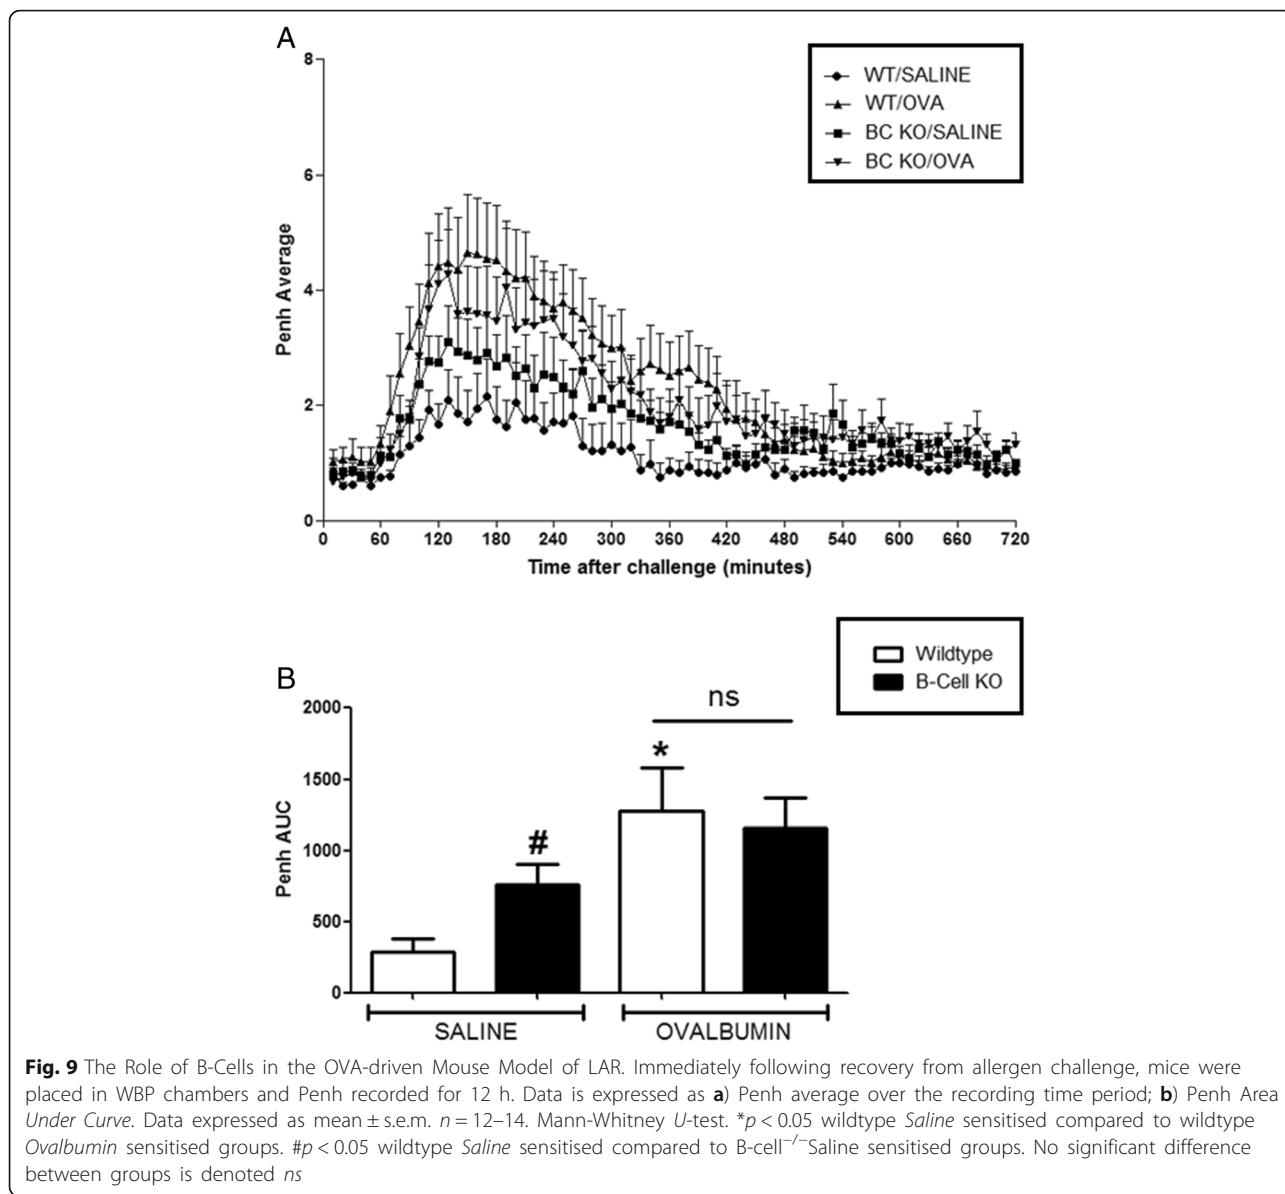 A
8
6
4
2
0
Penh Average
WT/SALINE
WT/OVA
BC KO/SALINE
BC KO/OVA
0 60 120 180 240 300 360 420 480 540 600 660 720
Time after challenge (minutes)
Wildtype
B-Cell KO
B
2000
1500
1000
500
0
Penh AUC
ns
*
#
SALINE OVALBUMIN
Fig. 9 The Role of B-Cells in the OVA-driven Mouse Model of LAR. Immediately following recovery from allergen challenge, mice were
placed in WBP chambers and Penh recorded for 12 h. Data is expressed as a) Penh average over the recording time period; b) Penh Area
Under Curve. Data expressed as mean ± s.e.m. n = 12–14. Mann-Whitney U-test. *p < 0.05 wildtype Saline sensitised compared to wildtype
Ovalbumin sensitised groups. #p < 0.05 wildtype Saline sensitised compared to B-cell−/−Saline sensitised groups. No significant difference
between groups is denoted ns